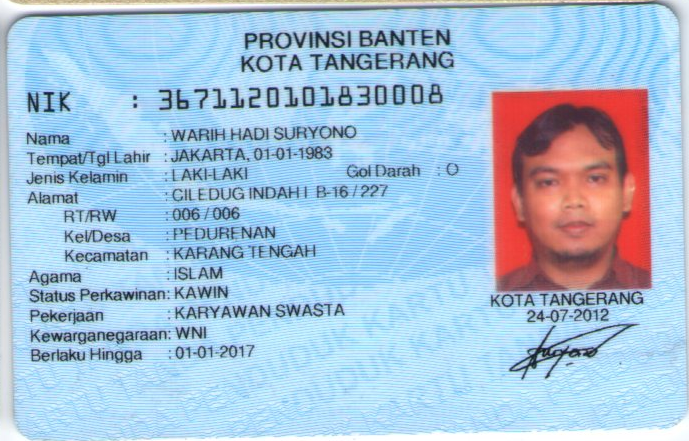 PROVINSI BANTEN
KOTA TANGERANG
NIK : 3671120101830008
Nama : WARIH HADI SURYONO
Tempat/Tgl Lahir : JAKARTA, 01-01-1983
Jenis Kelamin : LAKI-LAKI Gol Darah : O
Alamat : CILEDUG INDAH I B-16 / 227
RT/RW : 006 / 006
Kel/Desa : PEDURENAN
Kecamatan : KARANG TENGAH
Agama : ISLAM
Status Perkawinan: KAWIN
Pekerjaan : KARYAWAN SWASTA
Kewarganegaraan: WNI
Berlaku Hingga : 01-01-2017
KOTA TANGERANG
24-07-2012